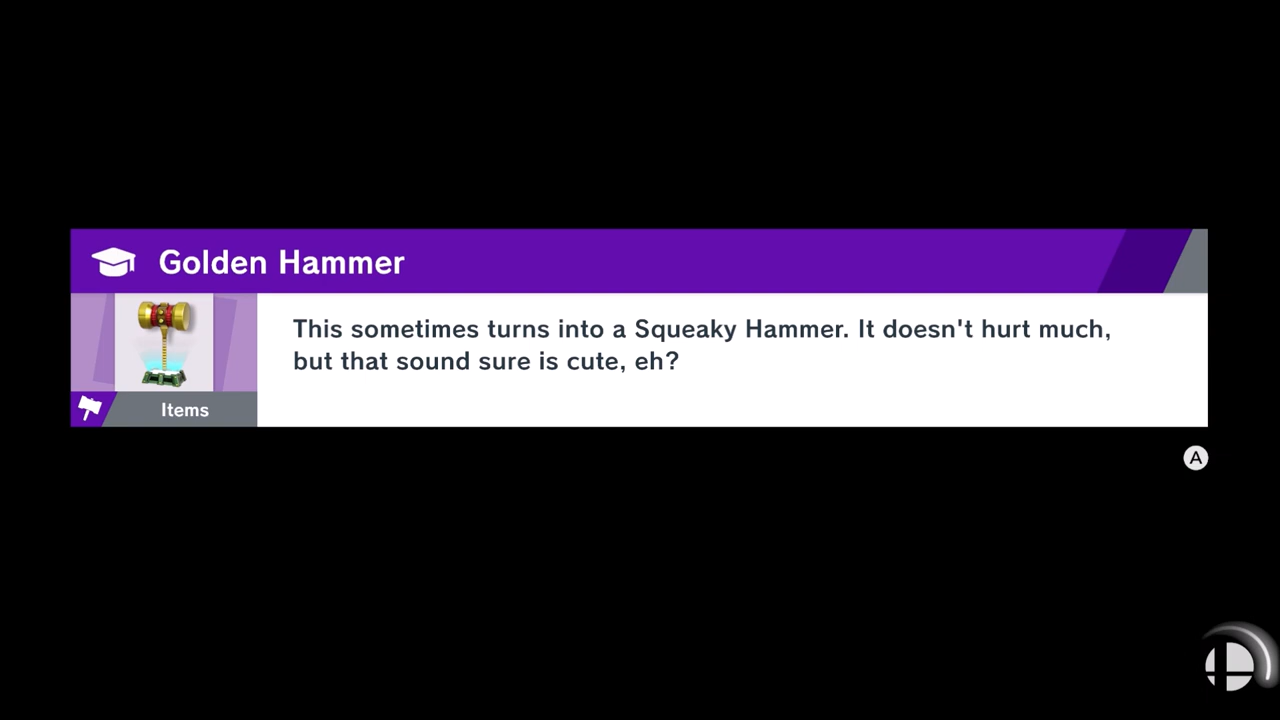 Golden Hammer
This sometimes turns into a Squeaky Hammer. It doesn't hurt much,
but that sound sure is cute, eh?
Items
A